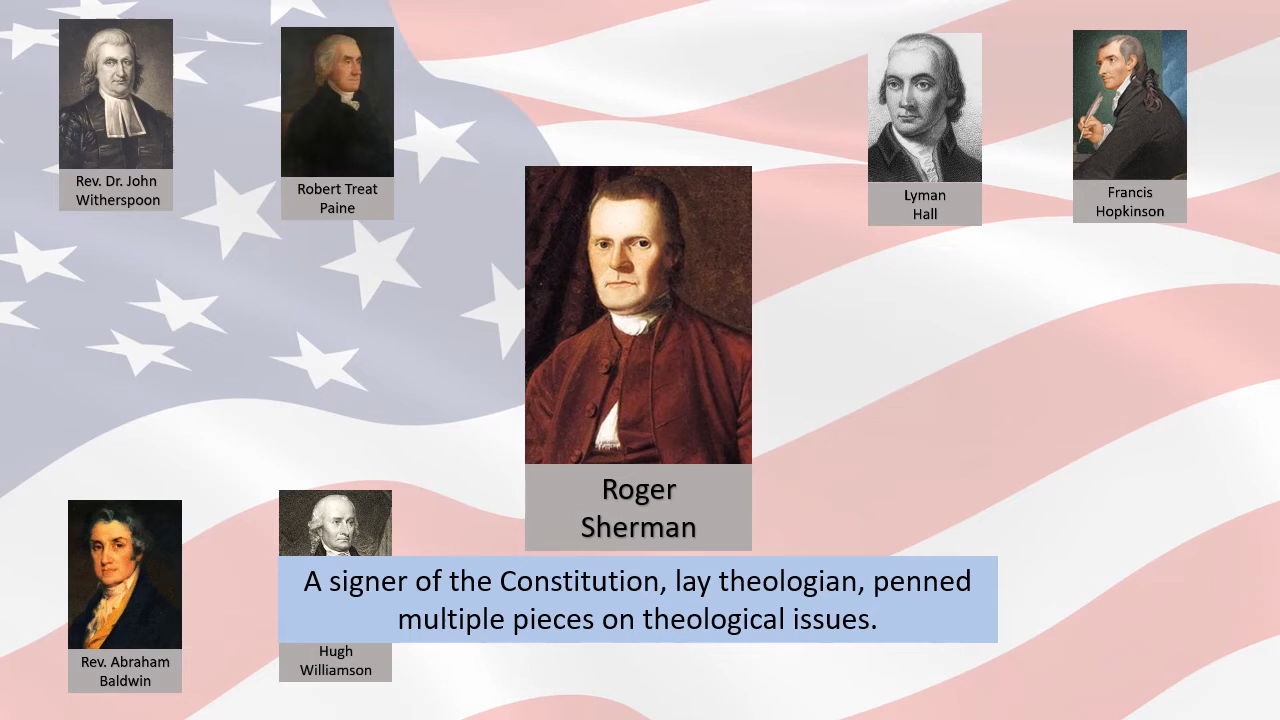 Rev. Dr. John
Witherspoon
Robert Treat
Paine
Lyman
Hall
Francis
Hopkinson
Roger
Sherman
A signer of the Constitution, lay theologian, penned
multiple pieces on theological issues.
Rev. Abraham
Baldwin
Hugh
Williamson